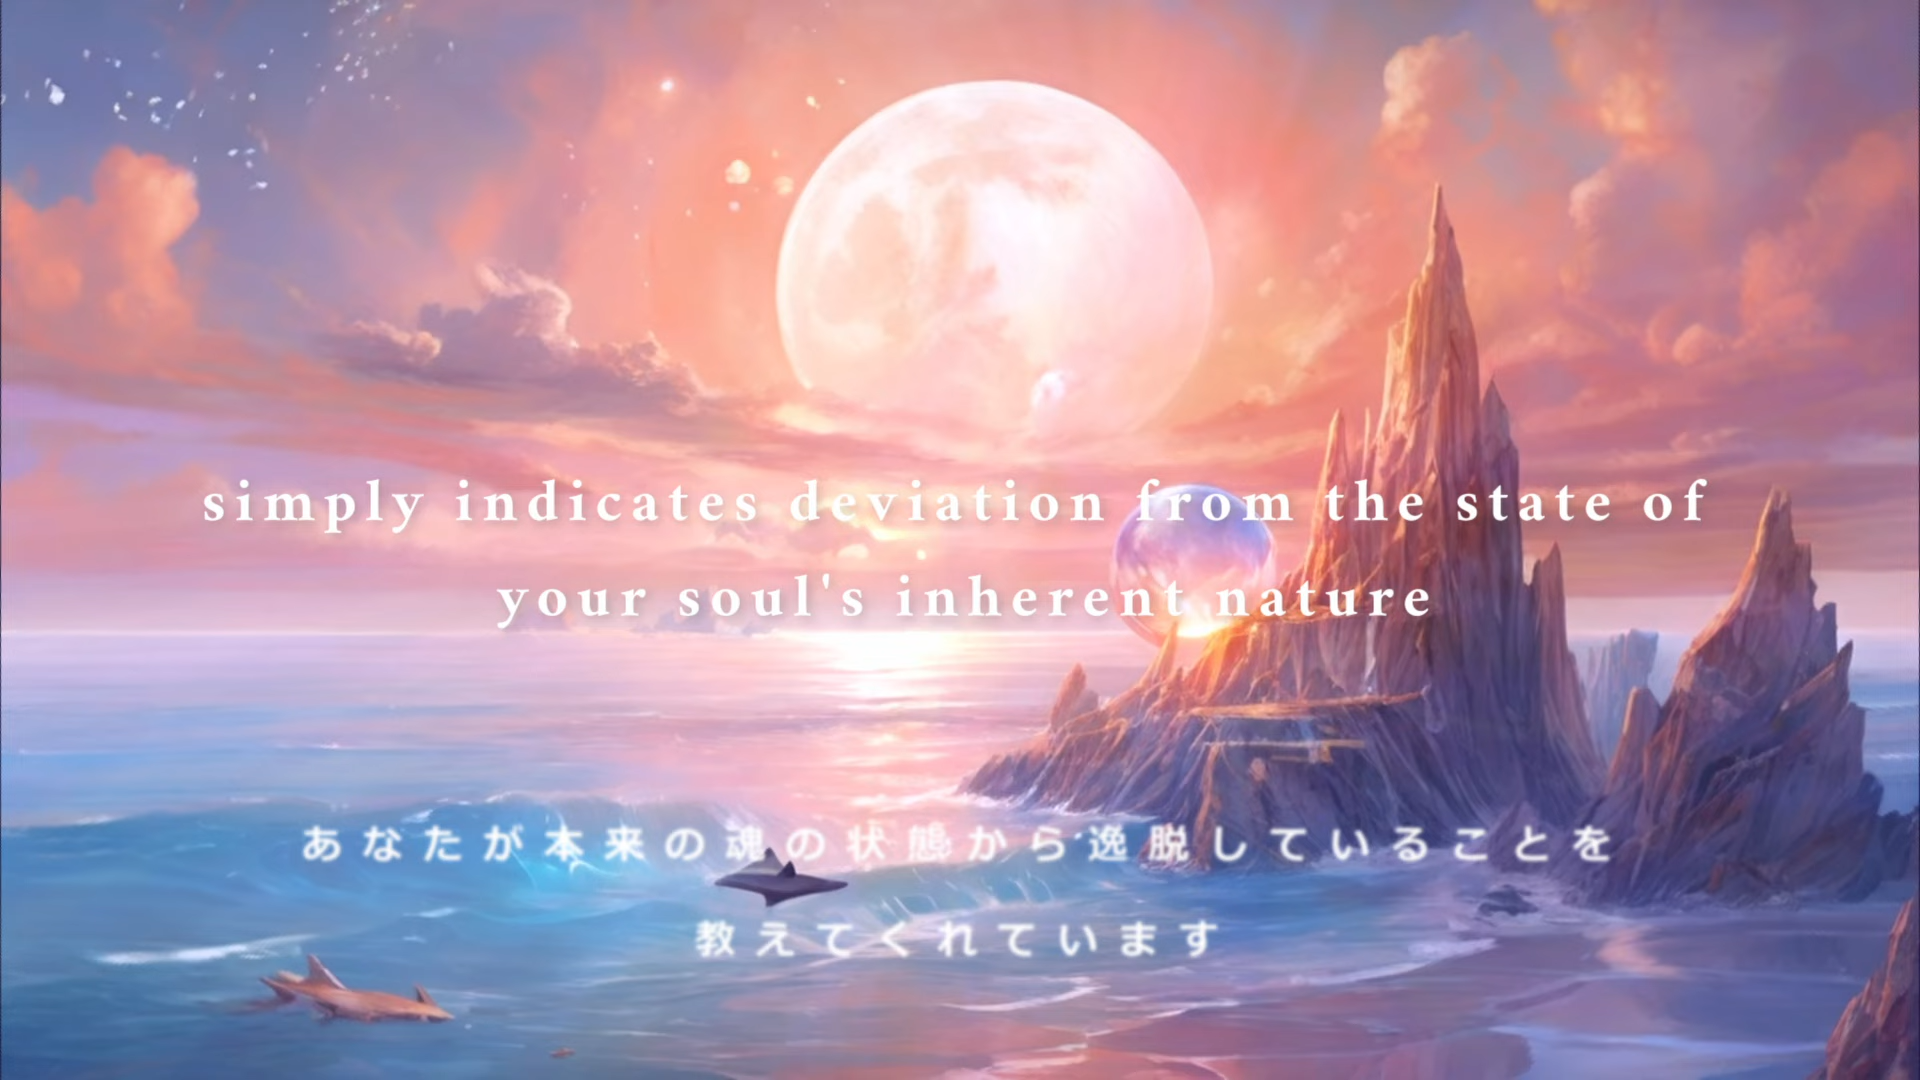 simply indicates deviation from the state of
your soul's inherent nature
あなたが本来の魂の状態から逸脱していることを
教えてくれています